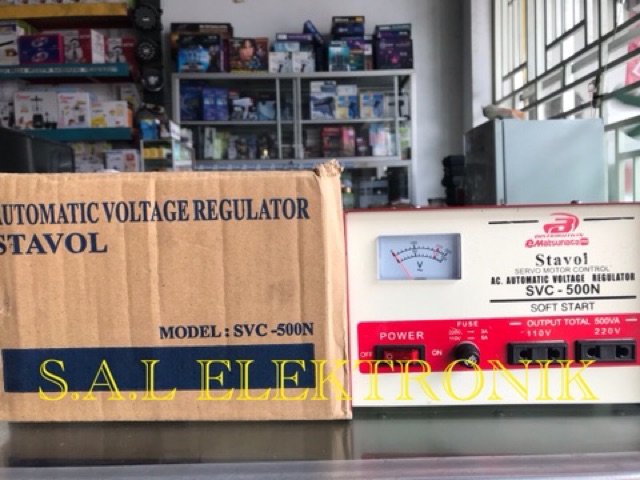 AUTOMATIC VOLTAGE REGULATOR
STAVOL
MODEL : SVC -500N
Matsunaga
Stavol
SERVO MOTOR CONTROL
AC. AUTOMATIC VOLTAGE REGULATOR
SVC - 500N
SOFT START
V
POWER
OFF
ON
FUSE
OUTPUT TOTAL 500VA
110V
220V
S.A.L ELEKTRONIK